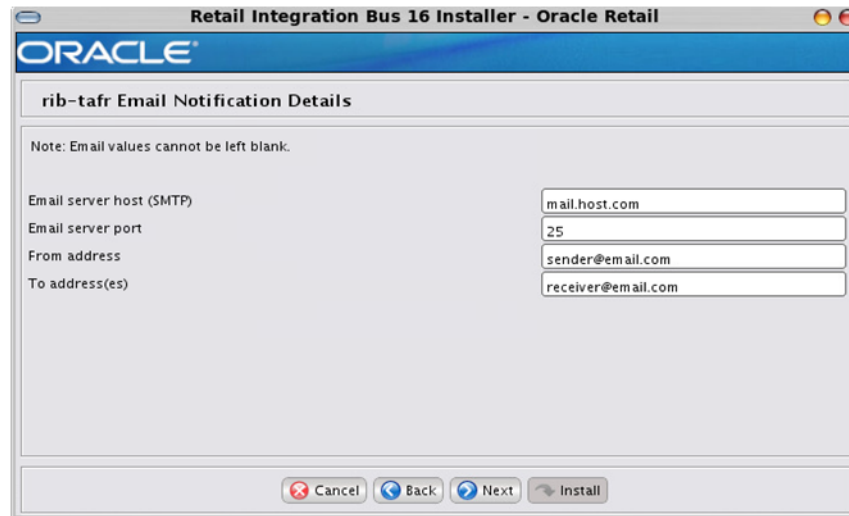 Retail Integration Bus 16 Installer - Oracle Retail
ORACLE®
rib-tafr Email Notification Details
Note: Email values cannot be left blank.
Email server host (SMTP) mail.host.com
Email server port 25
From address sender@email.com
To address(es) receiver@email.com
Cancel Back Next Install